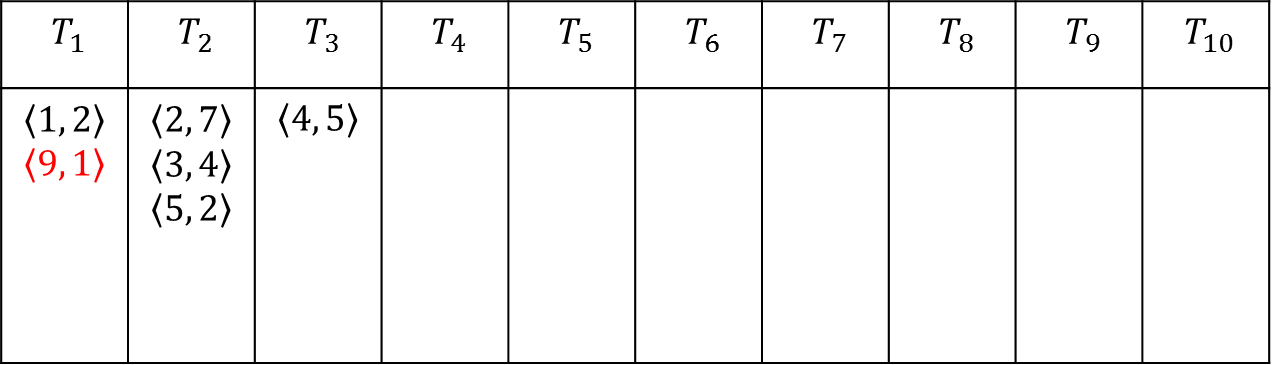 T₁ T₂ T₃ T₄ T₅ T₆ T₇ T₈ T₉ T₁₀
⟨1, 2⟩ ⟨2, 7⟩ ⟨4, 5⟩
⟨9, 1⟩ ⟨3, 4⟩
⟨5, 2⟩